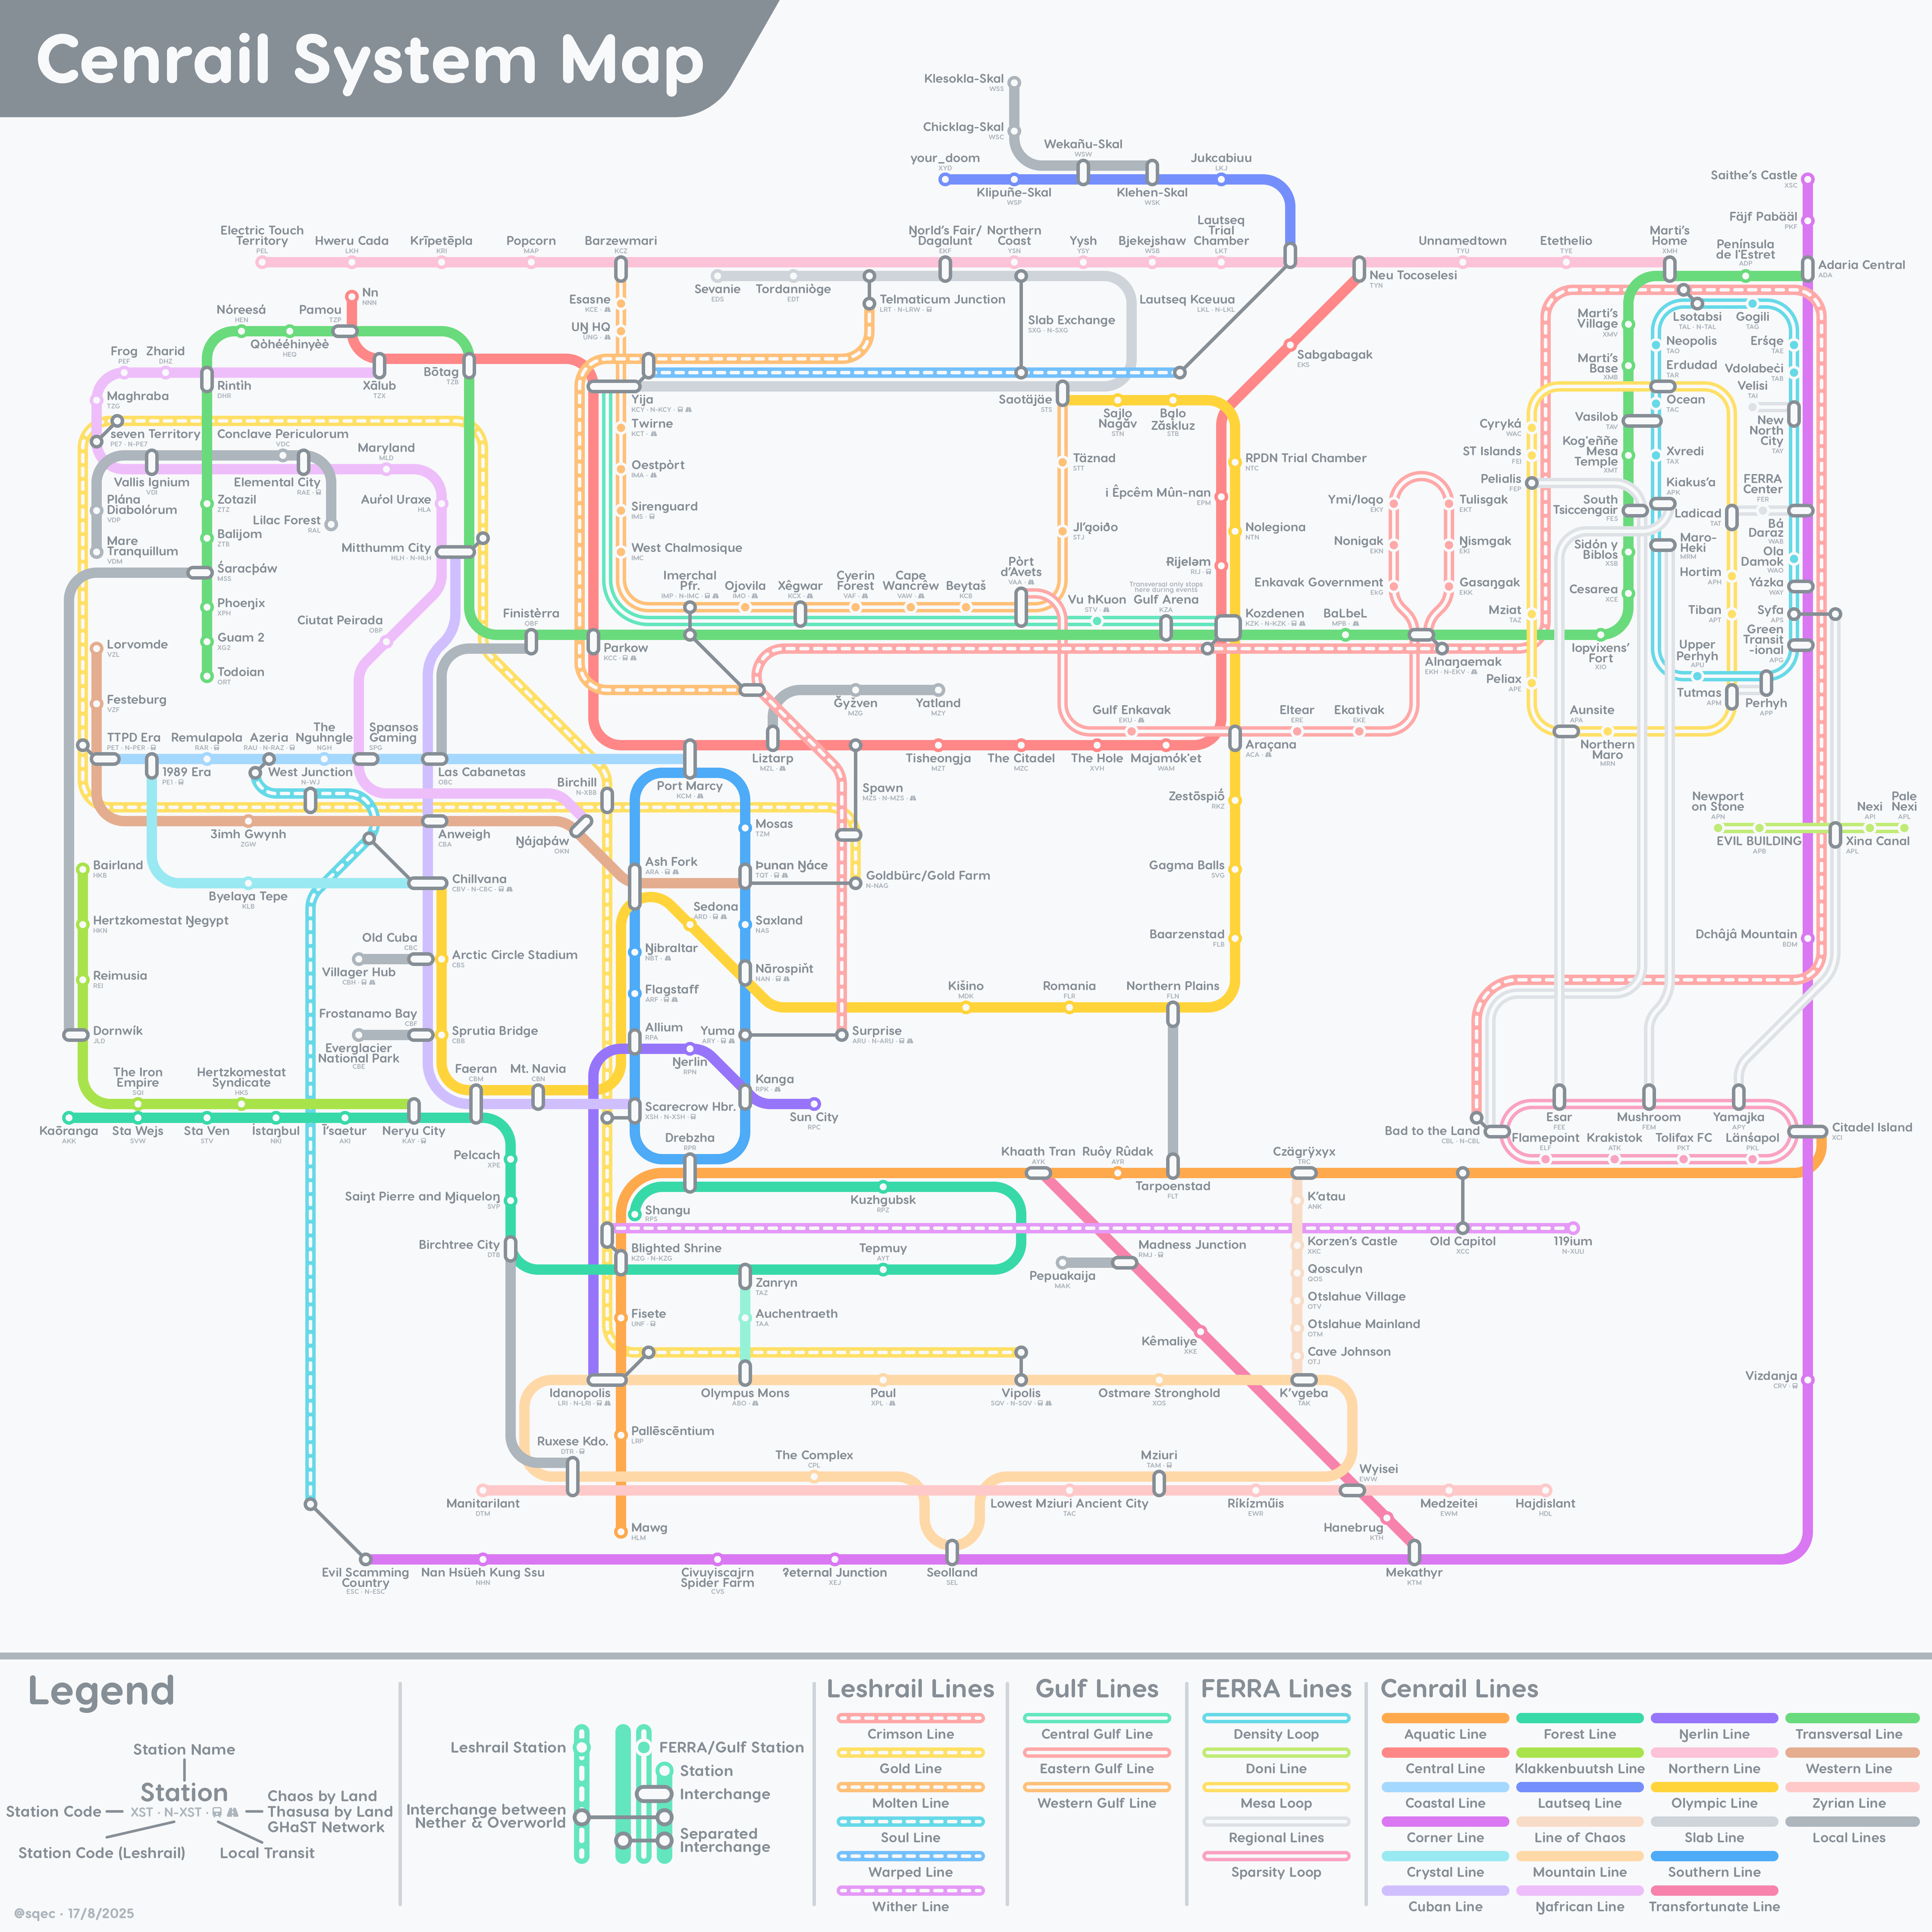 Cenrail System Map
Klesokla-Skal
WSS
Chicklag-Skal
WSC
Wekañu-Skal
WSW
your_doom
XYD
Klipuñe-Skal
WSP
Klehen-Skal
WSK
Jukcabiuu
LKJ
Saithe's Castle
XSC
Fäjf Pabääl
PKF
Electric Touch
Territory
PEL
Hweru Cada
LKH
Krīpetēpla
KRI
Popcorn
MAP
Barzewmari
KCZ
Ŋorld's Fair/
Dagalunt
EKF
Northern
Coast
YSN
Yysh
YSY
Bjekejshaw
WSB
Lautseq
Trial
Chamber
LKT
Unnamedtown
TYU
Etethelio
TYE
Marti's
Home
XMH
Península
de l'Estret
ADP
Adaria Central
ADA
Neu Tocoselesi
TYN
Nn
NNN
Nóreesá
HEN
Pamou
TZP
Qòhééhinyèè
HEQ
Sevanie
EDS
Tordanniòge
EDT
Telmaticum Junction
LRT · N-LRW
Slab Exchange
SXG · N-SXG
Lautseq Kceuua
LKL · N-LKL
Esasne
KCE
UŊ HQ
UNG
Frog
PEF
Zharid
DHZ
Rintih
DHR
Xālub
TZX
Bōtag
TZB
Yija
KCY · N-KCY
Saotäjäe
STS
Sajlo
Nagåv
STN
Balo
Zåskluz
STB
Sabgabagak
EKS
Marti's
Village
XMV
Marti's
Base
XMB
Lsotabsi
TAL · N-TAL
Gogili
TAG
Neopolis
TAO
Erśqe
TAE
Erdudad
TAR
Vdolabeċi
TAB
Velisi
TAI
Ocean
TAC
Vasilob
TAV
New
North
City
TAY
Maghraba
TZG
seven Territory
PE7 · N-PE7
Conclave Periculorum
VDC
Maryland
MLD
Twirne
KCT
Oestpòrt
IMA
Sirenguard
IMS
West Chalmosique
IMC
Täznad
STT
Jl'qoiðo
STJ
RPDN Trial Chamber
NTC
i Êpcêm Mûn-nan
EPM
Nolegiona
NTN
Rijeləm
RIJ
Cyryká
WAC
ST Islands
FEI
Pelialis
FEP
Kog'eññe
Mesa
Temple
XMT
Xvredi
TAX
Kiakus'a
APK
South
Tsiccengair
FES
Ladicad
TAT
FERRA
Center
FER
Bá
Daraz
WAB
Vallis Ignium
VDI
Elemental City
RAE
Plána
Diabolórum
VDP
Zotazil
ZTZ
Lilac Forest
RAL
Auŕol Uraxe
HLA
Mare
Tranquillum
VDM
Balijom
ZTB
Mitthumm City
HLH · N-HLH
Śaracþáw
MSS
Phoeŋix
XPH
Guam 2
XG2
Todoian
ORT
Ymi/Ioqo
EKY
Tulisgak
EKT
Nonigak
EKN
Ŋismgak
EKI
Enkavak Government
EKG
Gasaŋgak
EKK
Sidón y
Biblos
XSB
Maro-
Heki
MRM
Ola
Damok
WAO
Hortim
APH
Yázka
WAY
Cesarea
XCE
Mziat
TAZ
Tiban
APT
Syfa
APS
Green
Transit
-ional
APG
Upper
Perhyh
APU
Iopvixens'
Fort
XIO
Peliax
APE
Tutmas
APM
Perhyh
APP
Aunsite
APA
Northern
Maro
MRN
Imerchal
Pfr.
IMP · N-IMC
Ojovila
IMO
Xêgwar
KCX
Cyerin
Forest
VAF
Cape
Wancrêw
VAW
Beytaš
KCB
Pòrt
d'Avets
VAA
Vu ħKuon
STV
Transversal only stops
here during events
Gulf Arena
KZA
Kozdenen
KZK · N-KZK
BaLbeL
MPB
Alnaŋaemak
EKH · N-EKV
Finistèrra
OBF
Parkow
KCC
Ciutat Peirada
OBP
Lorvomde
VZL
Festeburg
VZF
Ğyżven
MZG
Yatland
MZY
Gulf Enkavak
EKU
Eltear
ERE
Ekativak
EKE
Araçana
ACA
TTPD Era
PET · N-PER
Remulapola
RAR
Azeria
RAU · N-RAZ
The
Nguhngle
NGH
Spansos
Gaming
SPG
1989 Era
PE1
West Junction
N-WJ
Las Cabanetas
OBC
Birchill
N-XBB
Port Marcy
KCM
Liztarp
MZL
Tisheongja
MZT
The Citadel
MZC
The Hole
XVH
Majamók'et
WAM
Spawn
MZS · N-MZS
Zestōspiő
RKZ
Newport
on Stone
APN
EVIL BUILDING
APB
Nexi
API
Pale
Nexi
APL
Xina Canal
APL
3imh Gwynh
ZGW
Anweigh
CBA
Ŋájaþáw
OKN
Mosas
TZM
Bairland
HKB
Byelaya Tepe
KLB
Chillvana
CBV · N-CBC
Ash Fork
ARA
Þunan Ŋáce
TQT
Goldbürc/Gold Farm
N-NAG
Gagma Balls
SVG
Hertzkomestat Ŋegypt
HKN
Reimusia
REI
Old Cuba
CBC
Arctic Circle Stadium
CBS
Villager Hub
CBH
Sedona
ARD
Saxland
NAS
Ŋibraltar
NBT
Nārospiňt
NAN
Baarzenstad
FLB
Dchâjâ Mountain
BDM
Dornwík
JLD
Frostanamo Bay
CBF
Sprutia Bridge
CBB
Everglacier
National Park
CBE
Flagstaff
ARF
Allium
RPA
Yuma
ARY
Surprise
ARU · N-ARU
Kišino
MDK
Romania
FLR
Northern Plains
FLN
The Iron
Empire
SQI
Hertzkomestat
Syndicate
HKS
Faeran
CBM
Mt. Navia
CBN
Ŋerlin
RPN
Kanga
RPK
Scarecrow Hbr.
XSH · N-XSH
Sun City
RPC
Kaōranga
AKK
Sta Wejs
SVW
Sta Ven
STV
İstaŋbul
NKI
Ī'saetur
AKI
Neryu City
KAY
Drebzha
RPR
Pelcach
XPE
Saiŋt Pierre and Ɱiquelon
SVP
Birchtree City
DTB
Shangu
RPS
Kuzhgubsk
RPZ
Khaath Tran
AYK
Ruôy Rûdak
AYR
Tarpoenstad
FLT
Czägrÿxyx
TRC
Bad to the Land
CBL · N-CBL
Esar
FEE
Mushroom
FEM
Yamajka
APY
Flamepoint
ELF
Krakistok
ATK
Tolifax FC
PKT
Länśapol
PKL
Citadel Island
XCI
K'atau
ANK
Blighted Shrine
KZG · N-KZG
Tepmuy
AYT
Madness Junction
RMJ
Pepuakaija
MAK
Korzen's Castle
XKC
Old Capitol
XCC
119ium
N-XUU
Qosculyn
QOS
Zanryn
TAZ
Otslahue Village
OTV
Fisete
UNF
Auchentraeth
TAA
Otslahue Mainland
OTM
Kêmaliye
XKE
Cave Johnson
OTJ
Idanopolis
LRI · N-LRI
Olympus Mons
ABO
Paul
XPL
Vipolis
SQV · N-SQV
Ostmare Stronghold
XOS
K'vgeba
TAK
Vizdanja
CRV
Pallēscēntium
LRP
Ruxese Kdo.
DTR
The Complex
CPL
Mziuri
TAM
Wyisei
EWW
Manitarilant
DTM
Lowest Mziuri Ancient City
TAC
Ríkízműis
EWR
Medzeitei
EWM
Hajdislant
HDL
Mawg
HLM
Hanebrug
KTH
Evil Scamming
Country
ESC · N-ESC
Nan Hsüeh Kung Ssu
NHN
Civuyiscajrn
Spider Farm
CVS
ʔeternal Junction
XEJ
Seolland
SEL
Mekathyr
KTM
Legend
Station Name
Station
Station Code
XST · N-XST ·
Chaos by Land
Thasusa by Land
GHaST Network
Station Code (Leshrail)
Local Transit
Leshrail Station
FERRA/Gulf Station
Station
Interchange
Interchange between
Nether & Overworld
Separated
Interchange
Leshrail Lines
Crimson Line
Gold Line
Molten Line
Soul Line
Warped Line
Wither Line
Gulf Lines
Central Gulf Line
Eastern Gulf Line
Western Gulf Line
FERRA Lines
Density Loop
Doni Line
Mesa Loop
Regional Lines
Sparsity Loop
Cenrail Lines
Aquatic Line
Forest Line
Ŋerlin Line
Transversal Line
Central Line
Klakkenbuutsh Line
Northern Line
Western Line
Coastal Line
Lautseq Line
Olympic Line
Zyrian Line
Corner Line
Line of Chaos
Slab Line
Local Lines
Crystal Line
Mountain Line
Southern Line
Cuban Line
Ŋafrican Line
Transfortunate Line
@sqec · 17/8/2025